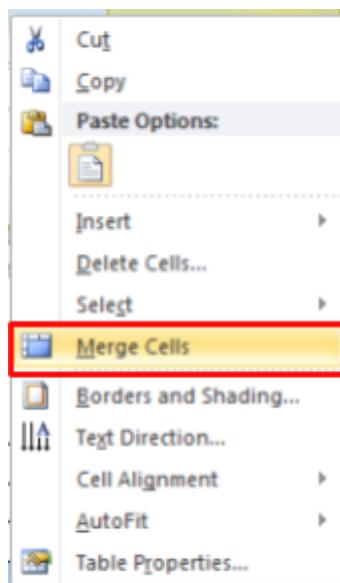 Cut
Copy
Paste Options:
Insert
Delete Cells...
Select
Merge Cells
Borders and Shading...
Text Direction...
Cell Alignment
AutoFit
Table Properties...